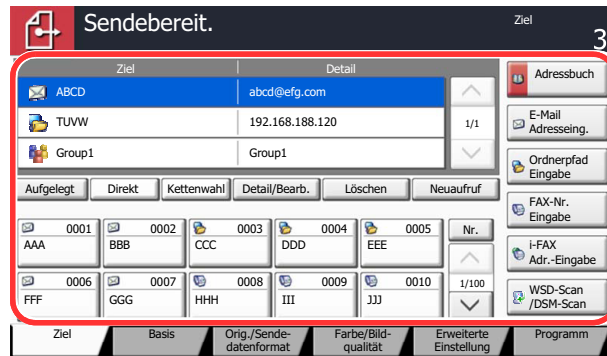 Sendebereit.
Ziel
3
Ziel Detail
ABCD abcd@efg.com
TUVW 192.168.188.120
Group1 Group1
1/1
Aufgelegt Direkt Kettenwahl Detail/Bearb. Löschen Neuaufruf
0001 0002 0003 0004 0005
AAA BBB CCC DDD EEE
0006 0007 0008 0009 0010
FFF GGG HHH III JJJ
Nr.
1/100
Adressbuch
E-Mail
Adresseing.
Ordnerpfad
Eingabe
FAX-Nr.
Eingabe
i-FAX
Adr.-Eingabe
WSD-Scan
/DSM-Scan
Ziel
Basis
Orig./Sende-
datenformat
Farbe/Bild-
qualität
Erweiterte
Einstellung
Programm